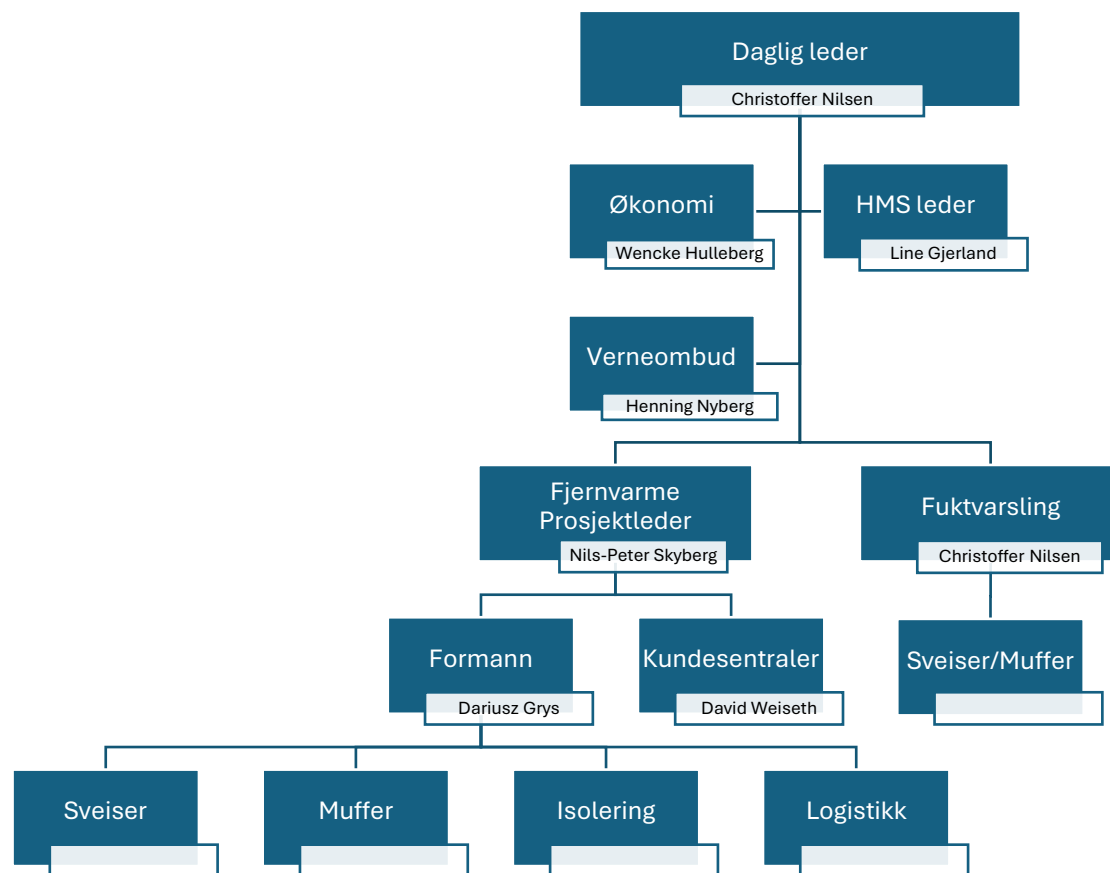 Daglig leder
Christoffer Nilsen
Økonomi
Wencke Hulleberg
HMS leder
Line Gjerland
Verneombud
Henning Nyberg
Fjernvarme
Prosjektleder
Nils-Peter Skyberg
Fuktvarsling
Christoffer Nilsen
Formann
Dariusz Grys
Kundesentraler
David Weiseth
Sveiser/Muffer
Sveiser
Muffer
Isolering
Logistikk